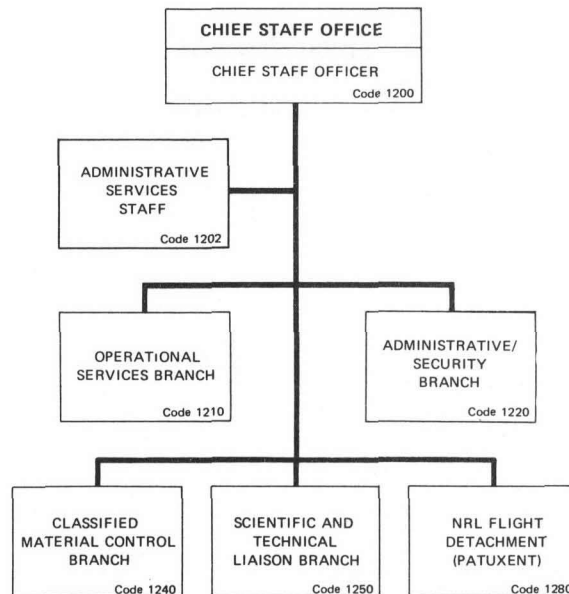 CHIEF STAFF OFFICE
CHIEF STAFF OFFICER
Code 1200
ADMINISTRATIVE
SERVICES
STAFF
Code 1202
OPERATIONAL
SERVICES BRANCH
Code 1210
ADMINISTRATIVE/
SECURITY
BRANCH
Code 1220
CLASSIFIED
MATERIAL CONTROL
BRANCH
Code 1240
SCIENTIFIC AND
TECHNICAL
LIAISON BRANCH
Code 1250
NRL FLIGHT
DETACHMENT
(PATUXENT)
Code 1280